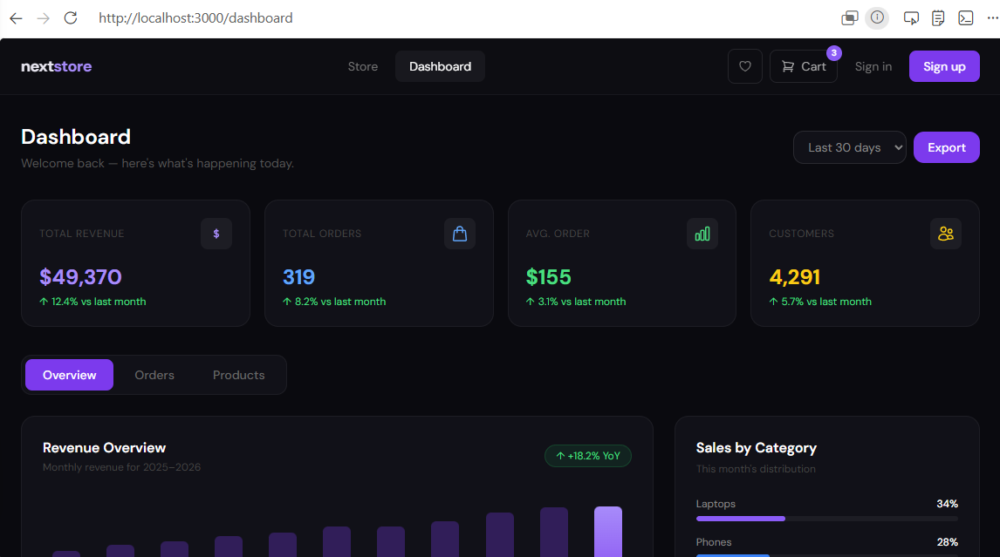 http://localhost:3000/dashboard
nextstore
Store
Dashboard
Cart
3
Sign in
Sign up
Dashboard
Welcome back — here's what's happening today.
Last 30 days
Export
TOTAL REVENUE
$
$49,370
↑ 12.4% vs last month
TOTAL ORDERS
319
↑ 8.2% vs last month
AVG. ORDER
$155
↑ 3.1% vs last month
CUSTOMERS
4,291
↑ 5.7% vs last month
Overview
Orders
Products
Revenue Overview
Monthly revenue for 2025–2026
↑ +18.2% YoY
Sales by Category
This month's distribution
Laptops
34%
Phones
28%